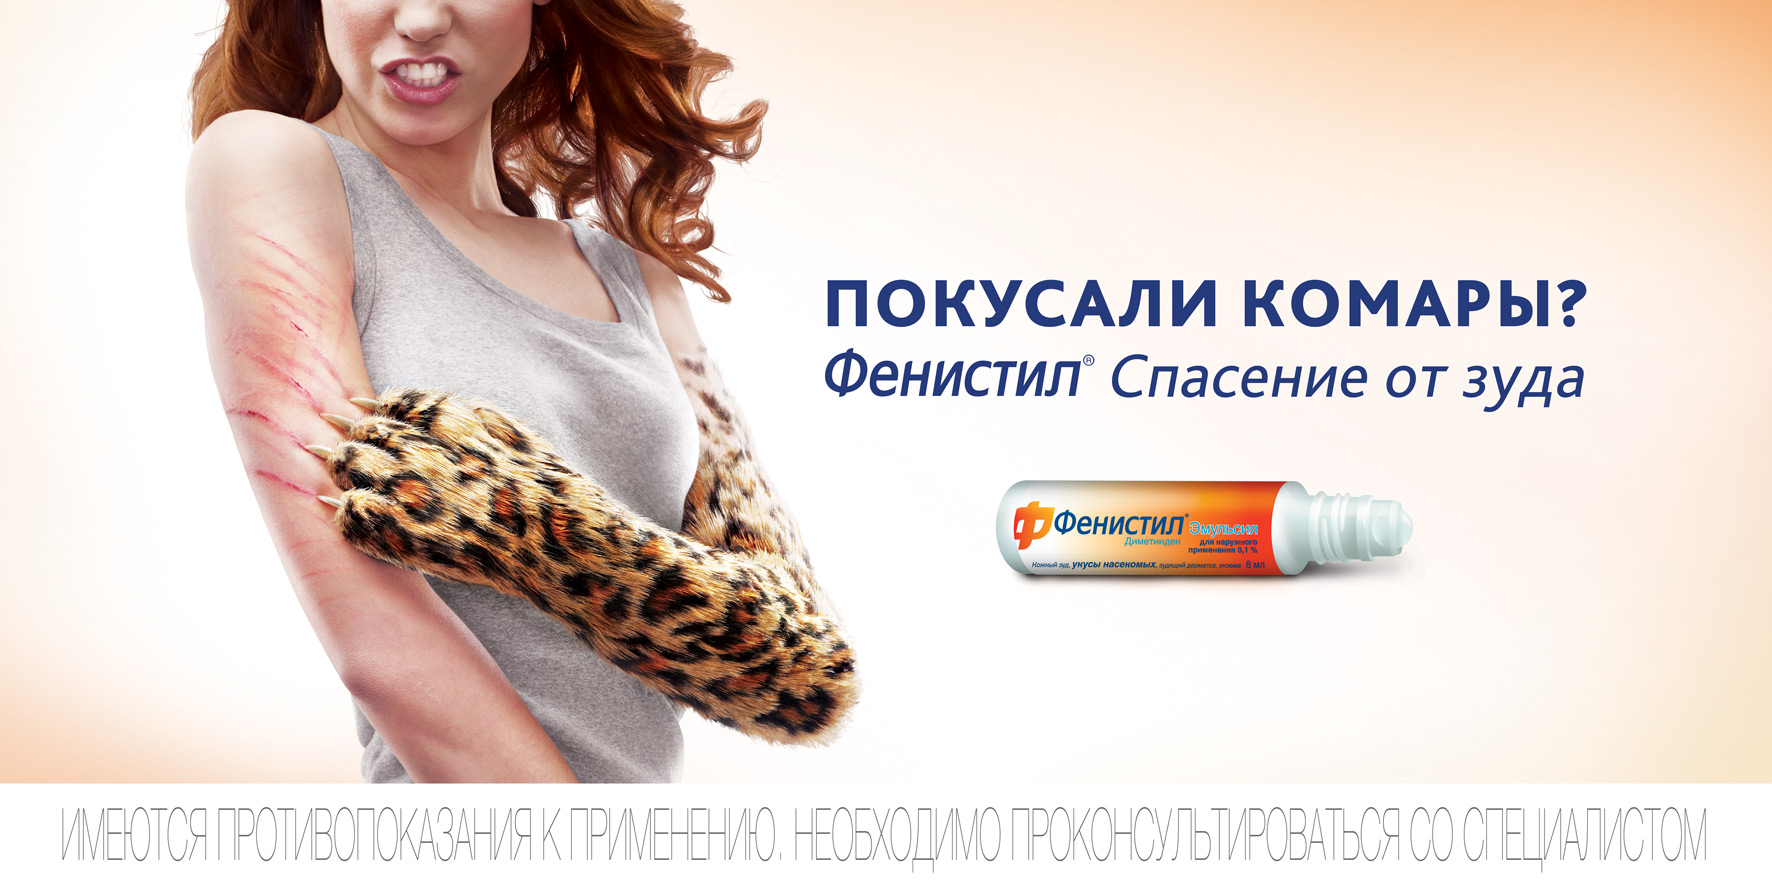 ПОКУСАЛИ КОМАРЫ?
Фенистил® Спасение от зуда
Ф Фенистил® Эмульсия
Диметинден
для наружного
применения 0,1 %
Кожный зуд, укусы насекомых, зудящий дерматоз, экзема 8 мл
ИМЕЮТСЯ ПРОТИВОПОКАЗАНИЯ К ПРИМЕНЕНИЮ. НЕОБХОДИМО ПРОКОНСУЛЬТИРОВАТЬСЯ СО СПЕЦИАЛИСТОМ